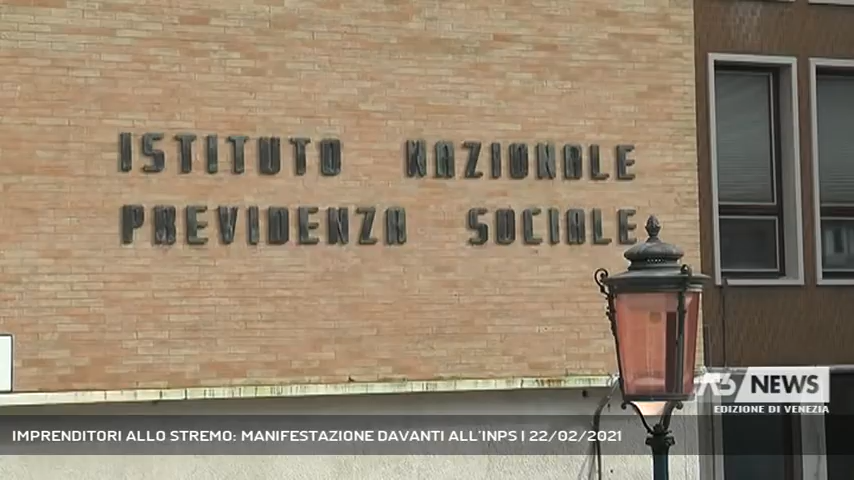 ISTITUTO NAZIONALE
PREVIDENZA SOCIALE
NEWS
EDIZIONE DI VENEZIA
IMPRENDITORI ALLO STREMO: MANIFESTAZIONE DAVANTI ALL'INPS | 22/02/2021